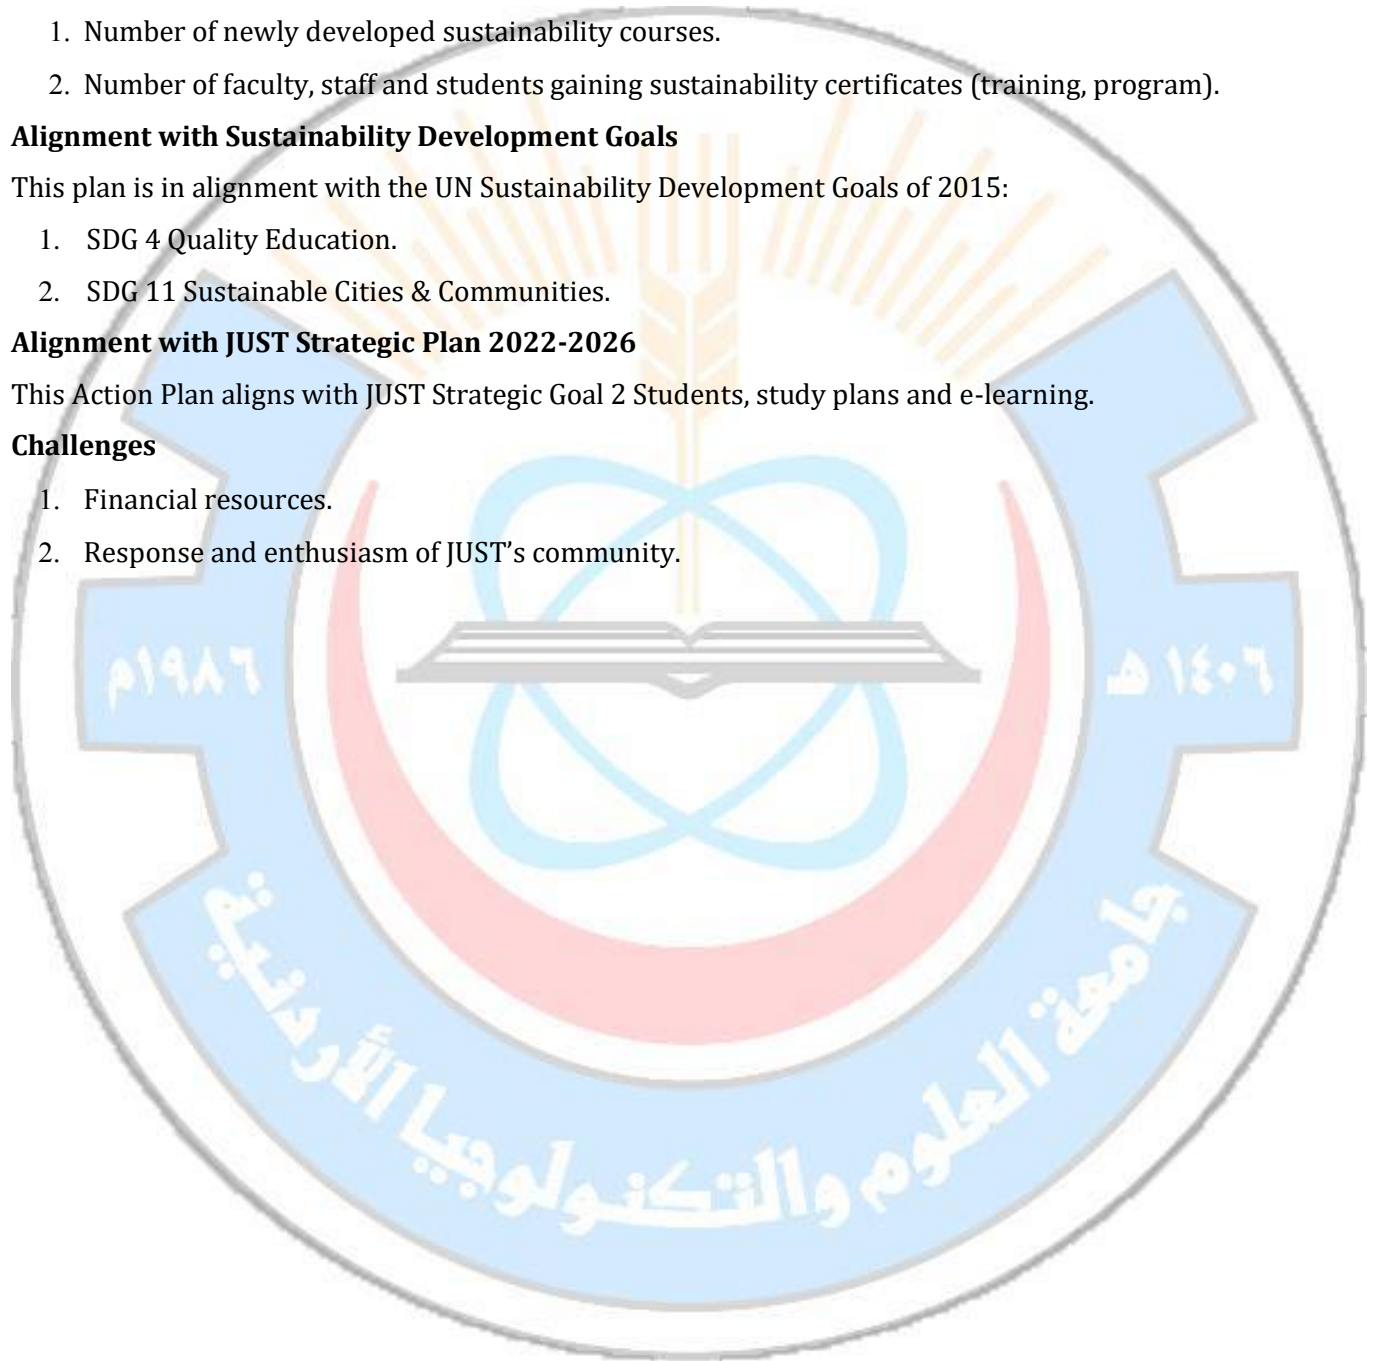 1. Number of newly developed sustainability courses.
2. Number of faculty, staff and students gaining sustainability certificates (training, program).
Alignment with Sustainability Development Goals
This plan is in alignment with the UN Sustainability Development Goals of 2015:
1. SDG 4 Quality Education.
2. SDG 11 Sustainable Cities & Communities.
Alignment with JUST Strategic Plan 2022-2026
This Action Plan aligns with JUST Strategic Goal 2 Students, study plans and e-learning.
Challenges
1. Financial resources.
2. Response and enthusiasm of JUST’s community.
١٤٠٦ هـ
١٩٨٦م
جامعة العلوم والتكنولوجيا الأردنية